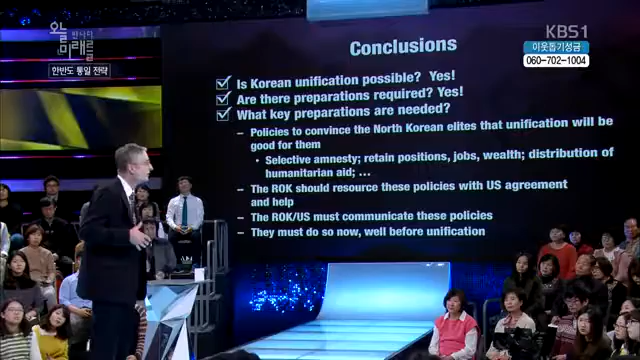 오늘 만나다
미래를
한반도 통일 전략
KBS1
이웃돕기성금
060-702-1004
Conclusions
Is Korean unification possible? Yes!
Are there preparations required? Yes!
What key preparations are needed?
– Policies to convince the North Korean elites that unification will be
good for them
• Selective amnesty; retain positions, jobs, wealth; distribution of
humanitarian aid; ...
– The ROK should resource these policies with US agreement
and help
– The ROK/US must communicate these policies
– They must do so now, well before unification